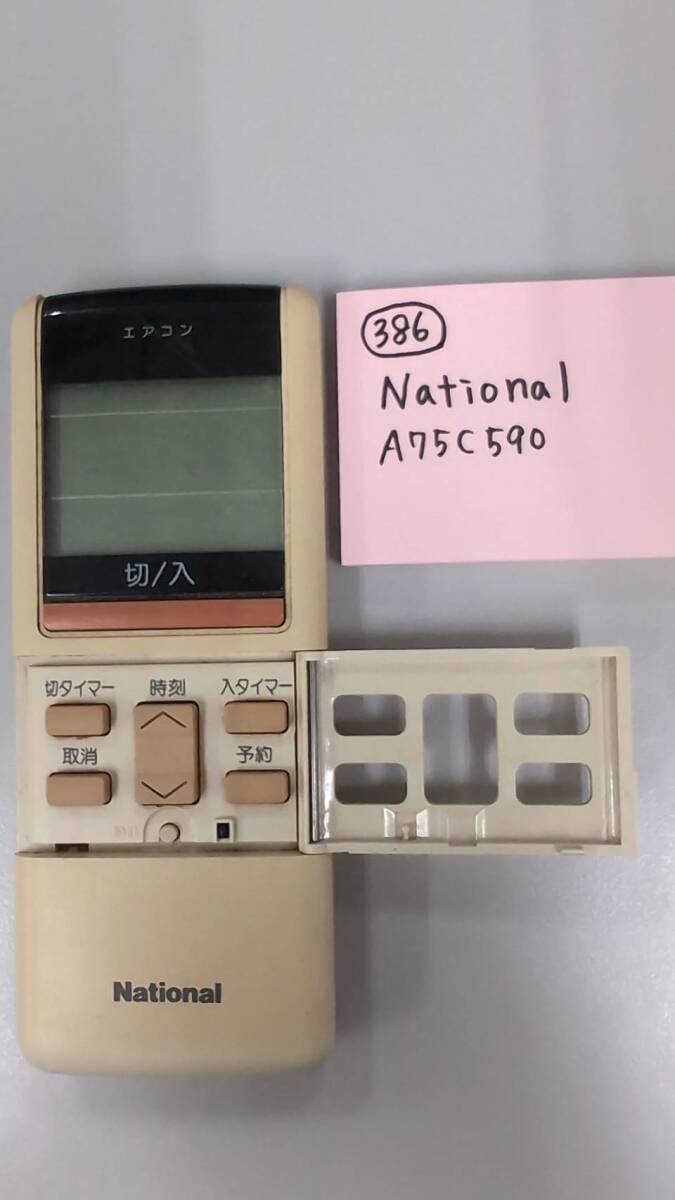 エアコン
386
National
A75C590
切/入
切タイマー 時刻 入タイマー
取消 予約
National